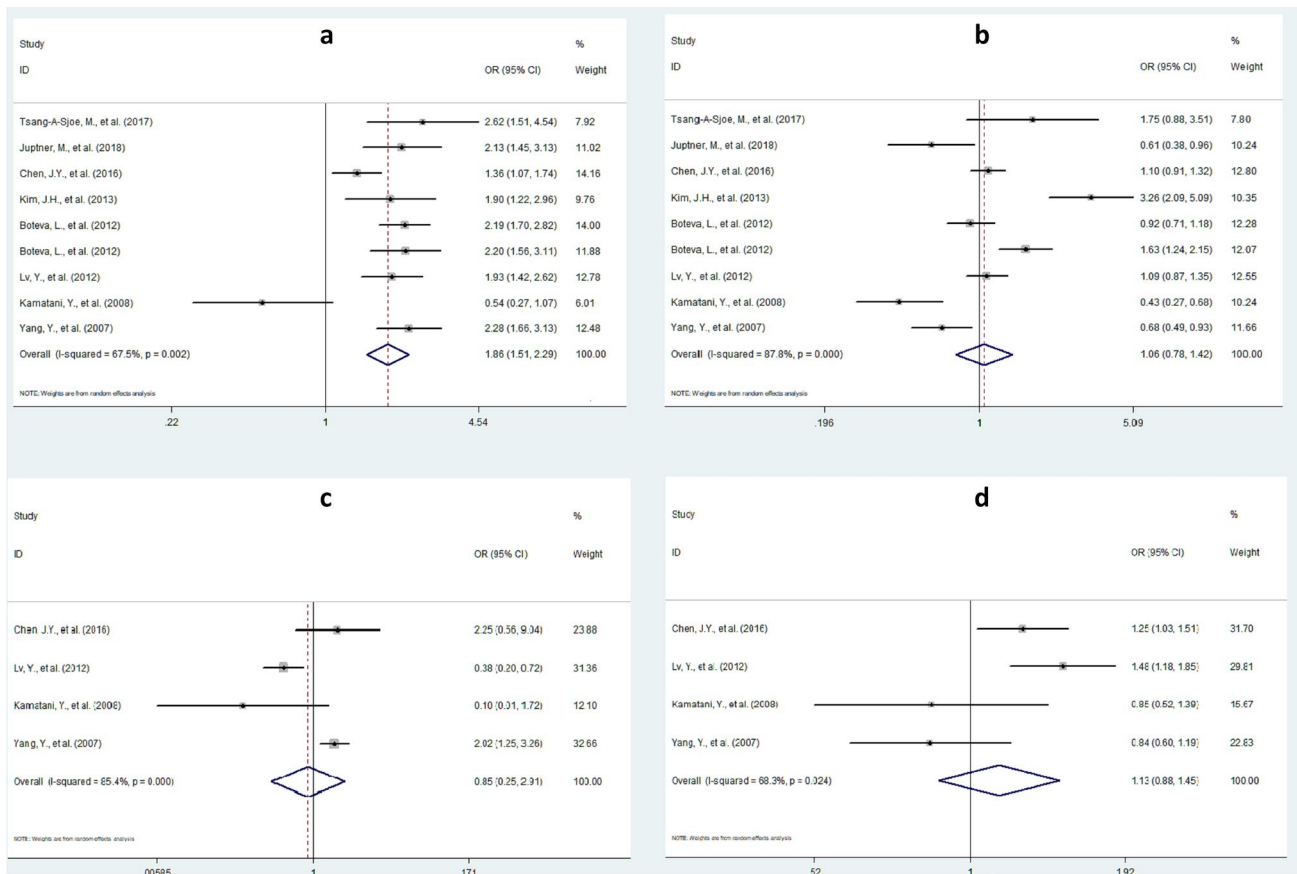 a
Study %
ID OR (95% CI) Weight
Tsang-A-Sjoe, M., et al. (2017) 2.62 (1.51, 4.54) 7.92
Juptner, M., et al. (2018) 2.13 (1.45, 3.13) 11.02
Chen, J.Y., et al. (2016) 1.36 (1.07, 1.74) 14.16
Kim, J.H., et al. (2013) 1.90 (1.22, 2.96) 9.76
Boteva, L., et al. (2012) 2.19 (1.70, 2.82) 14.00
Boteva, L., et al. (2012) 2.20 (1.56, 3.11) 11.88
Lv, Y., et al. (2012) 1.93 (1.42, 2.62) 12.78
Kamatani, Y., et al. (2008) 0.54 (0.27, 1.07) 6.01
Yang, Y., et al. (2007) 2.28 (1.66, 3.13) 12.48
Overall (I-squared = 67.5%, p = 0.002) 1.86 (1.51, 2.29) 100.00
NOTE: Weights are from random effects analysis
.22 1 4.54
b
Study %
ID OR (95% CI) Weight
Tsang-A-Sjoe, M., et al. (2017) 1.75 (0.88, 3.51) 7.80
Juptner, M., et al. (2018) 0.61 (0.38, 0.96) 10.24
Chen, J.Y., et al. (2016) 1.10 (0.91, 1.32) 12.80
Kim, J.H., et al. (2013) 3.26 (2.09, 5.09) 10.35
Boteva, L., et al. (2012) 0.92 (0.71, 1.18) 12.28
Boteva, L., et al. (2012) 1.63 (1.24, 2.15) 12.07
Lv, Y., et al. (2012) 1.09 (0.87, 1.35) 12.55
Kamatani, Y., et al. (2008) 0.43 (0.27, 0.68) 10.24
Yang, Y., et al. (2007) 0.68 (0.49, 0.93) 11.66
Overall (I-squared = 87.8%, p = 0.000) 1.06 (0.78, 1.42) 100.00
NOTE: Weights are from random effects analysis
.196 1 5.09
c
Study %
ID OR (95% CI) Weight
Chen, J.Y., et al. (2016) 2.25 (0.56, 9.04) 23.88
Lv, Y., et al. (2012) 0.38 (0.20, 0.72) 31.36
Kamatani, Y., et al. (2008) 0.10 (0.01, 1.72) 12.10
Yang, Y., et al. (2007) 2.02 (1.25, 3.26) 32.66
Overall (I-squared = 85.4%, p = 0.000) 0.85 (0.25, 2.91) 100.00
NOTE: Weights are from random effects analysis
.00585 1 171
d
Study %
ID OR (95% CI) Weight
Chen, J.Y., et al. (2016) 1.25 (1.03, 1.51) 31.70
Lv, Y., et al. (2012) 1.48 (1.18, 1.85) 29.81
Kamatani, Y., et al. (2008) 0.85 (0.52, 1.39) 15.67
Yang, Y., et al. (2007) 0.84 (0.60, 1.19) 22.83
Overall (I-squared = 68.3%, p = 0.024) 1.13 (0.88, 1.45) 100.00
NOTE: Weights are from random effects analysis
.52 1 1.92